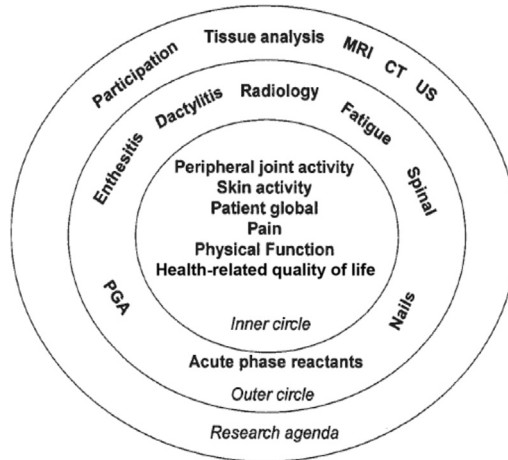 Tissue analysis
Participation
MRI
CT
US
Radiology
Dactylitis
Fatigue
Enthesitis
Spinal
Peripheral joint activity
Skin activity
Patient global
Pain
Physical Function
Health-related quality of life
PGA
Nails
Inner circle
Acute phase reactants
Outer circle
Research agenda